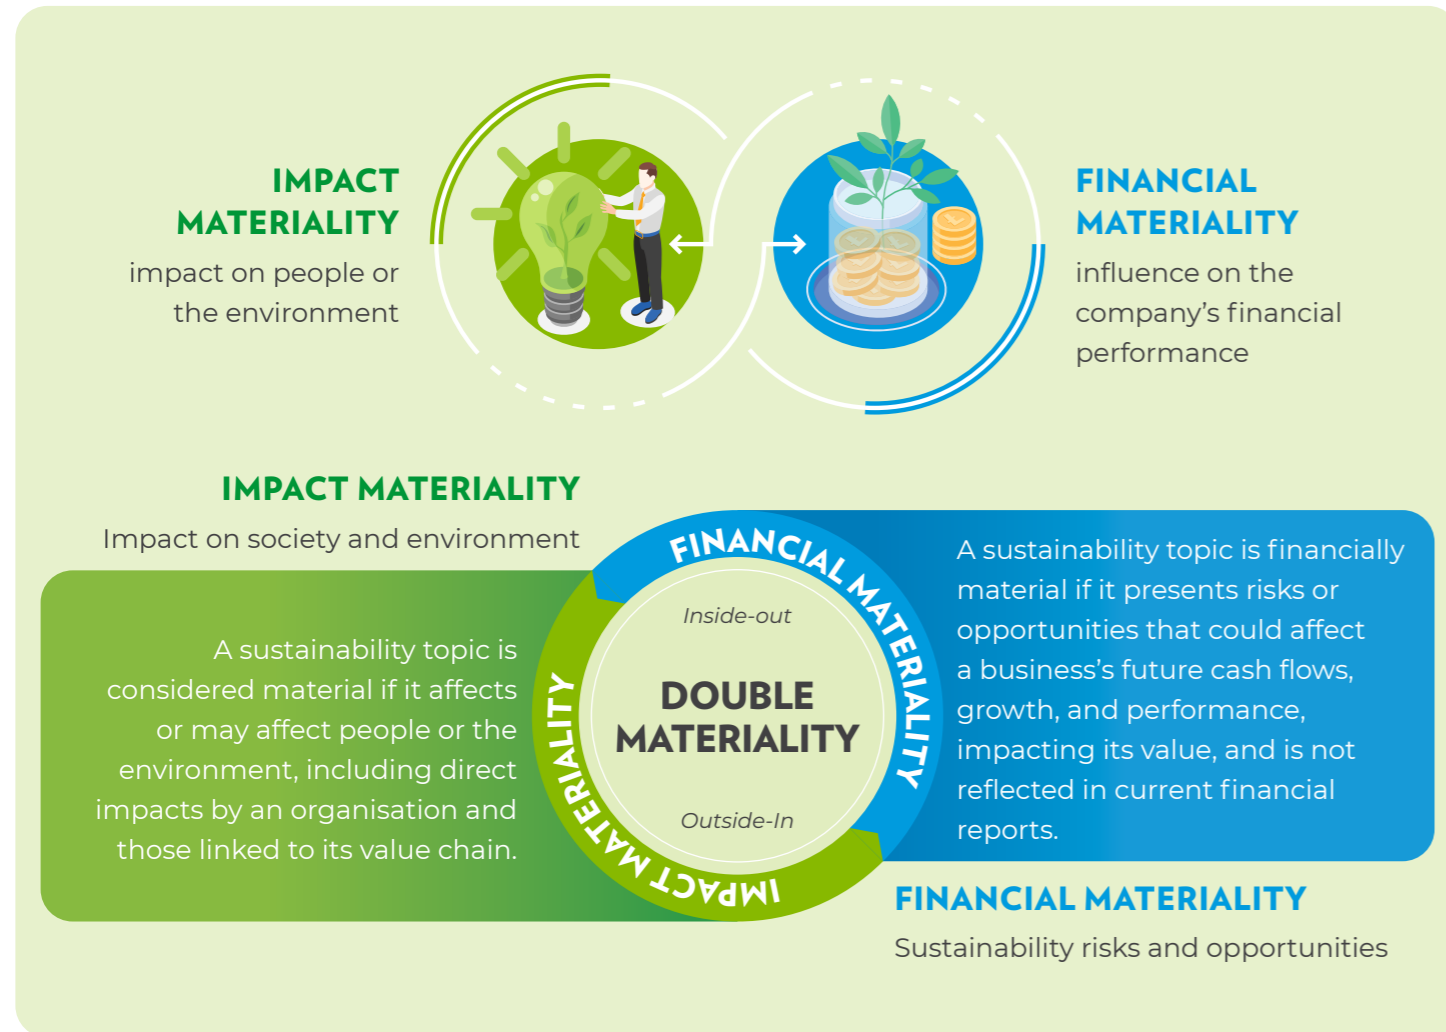 IMPACT
MATERIALITY
impact on people or
the environment
FINANCIAL
MATERIALITY
influence on the
company’s financial
performance
IMPACT MATERIALITY
Impact on society and environment
A sustainability topic is
considered material if it affects
or may affect people or the
environment, including direct
impacts by an organisation and
those linked to its value chain.
FINANCIAL MATERIALITY
Inside-out
DOUBLE
MATERIALITY
Outside-In
IMPACT MATERIALITY
A sustainability topic is financially
material if it presents risks or
opportunities that could affect
a business’s future cash flows,
growth, and performance,
impacting its value, and is not
reflected in current financial
reports.
FINANCIAL MATERIALITY
Sustainability risks and opportunities